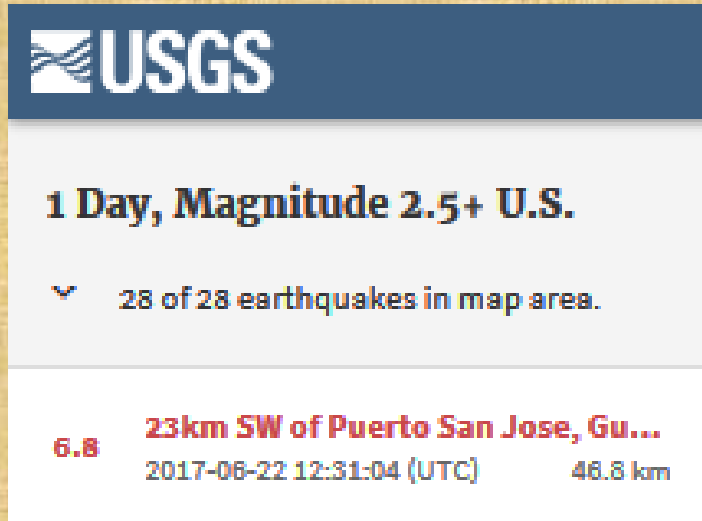 USGS
1 Day, Magnitude 2.5+ U.S.
28 of 28 earthquakes in map area.
6.8 23km SW of Puerto San Jose, Gu...
2017-06-22 12:31:04 (UTC) 46.8 km